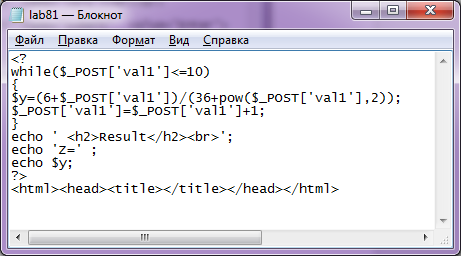 lab81 — Блокнот
Файл Правка Формат Вид Справка
<?
while($_POST['val1']<=10)
{
$y=(6+$_POST['val1'])/(36+pow($_POST['val1'],2));
$_POST['val1']=$_POST['val1']+1;
}
echo ' <h2>Result</h2><br>';
echo 'Z=' ;
echo $y;
?>
<html><head><title></title></head></html>